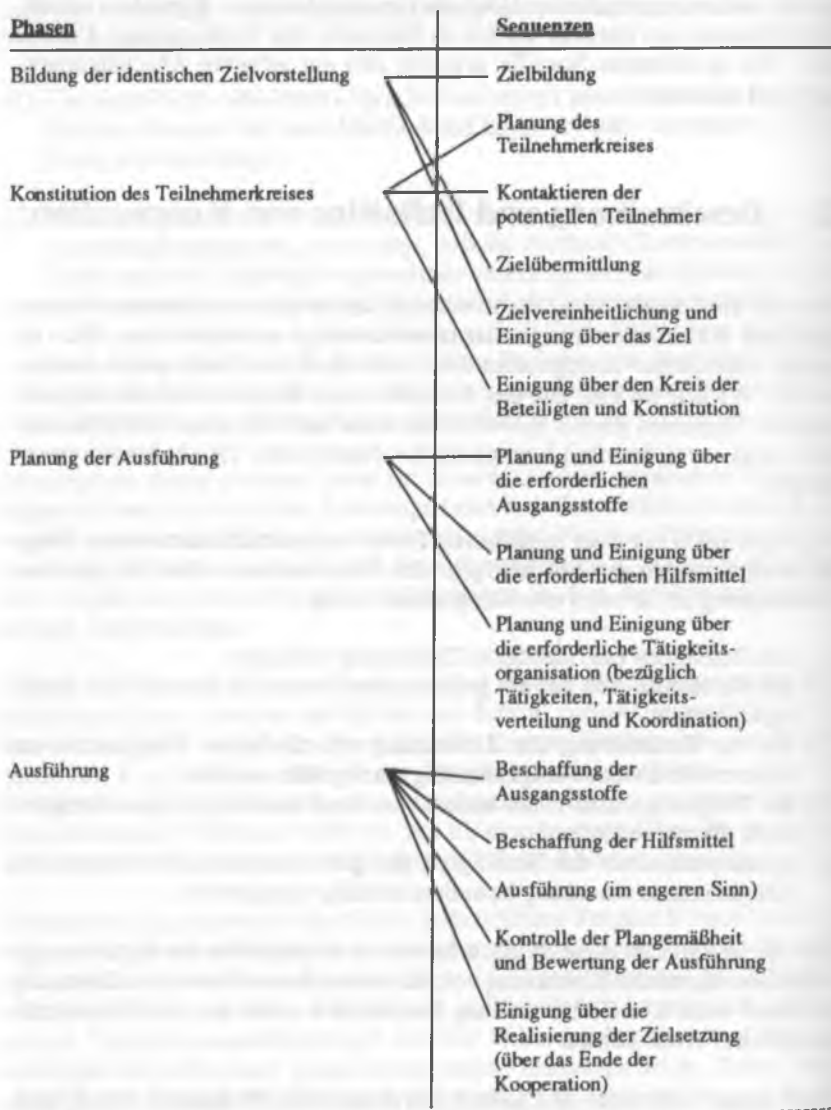 Phasen
Sequenzen
Bildung der identischen Zielvorstellung
Zielbildung
Planung des
Teilnehmerkreises
Konstitution des Teilnehmerkreises
Kontaktieren der
potentiellen Teilnehmer
Zielübermittlung
Zielvereinheitlichung und
Einigung über das Ziel
Einigung über den Kreis der
Beteiligten und Konstitution
Planung der Ausführung
Planung und Einigung über
die erforderlichen
Ausgangsstoffe
Planung und Einigung über
die erforderlichen Hilfsmittel
Planung und Einigung über
die erforderliche Tätigkeits-
organisation (bezüglich
Tätigkeiten, Tätigkeits-
verteilung und Koordination)
Ausführung
Beschaffung der
Ausgangsstoffe
Beschaffung der Hilfsmittel
Ausführung (im engeren Sinn)
Kontrolle der Plangemäßheit
und Bewertung der Ausführung
Einigung über die
Realisierung der Zielsetzung
(über das Ende der
Kooperation)